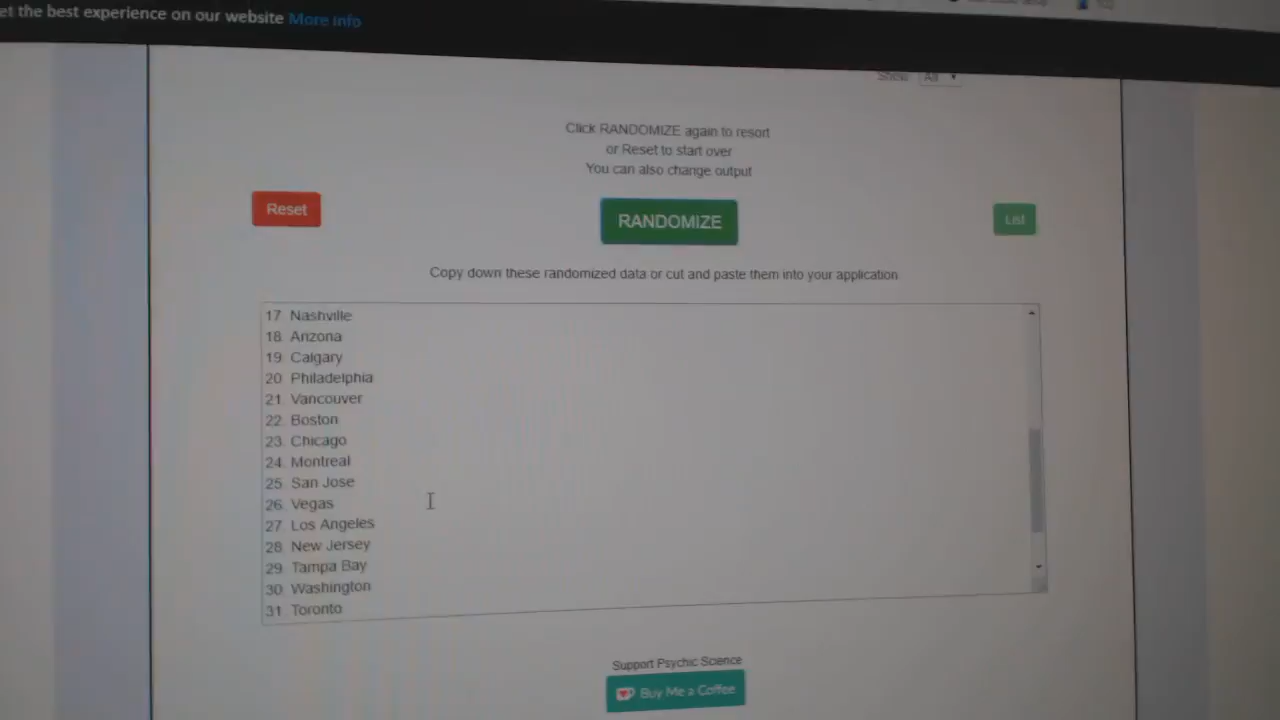 et the best experience on our website More info
Show All
Click RANDOMIZE again to resort
or Reset to start over
You can also change output
Reset
RANDOMIZE
List
Copy down these randomized data or cut and paste them into your application
17 Nashville
18 Arizona
19 Calgary
20 Philadelphia
21 Vancouver
22 Boston
23 Chicago
24 Montreal
25 San Jose
26 Vegas
27 Los Angeles
28 New Jersey
29 Tampa Bay
30 Washington
31 Toronto
Support Psychic Science
Buy Me a Coffee